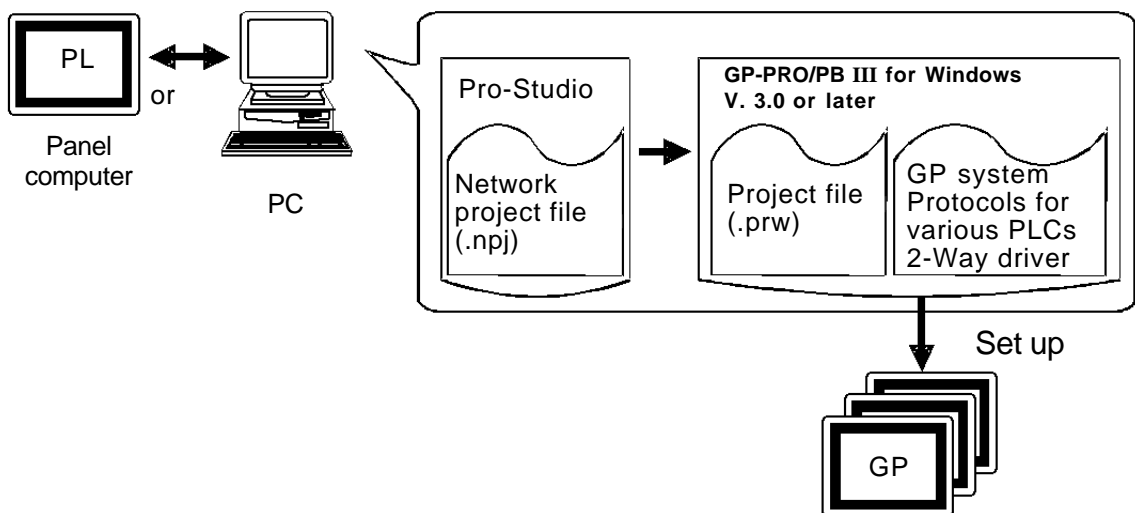 PL
or
Panel
computer
PC
Pro-Studio
Network
project file
(.npj)
GP-PRO/PB III for Windows
V. 3.0 or later
Project file
(.prw)
GP system
Protocols for
various PLCs
2-Way driver
Set up
GP